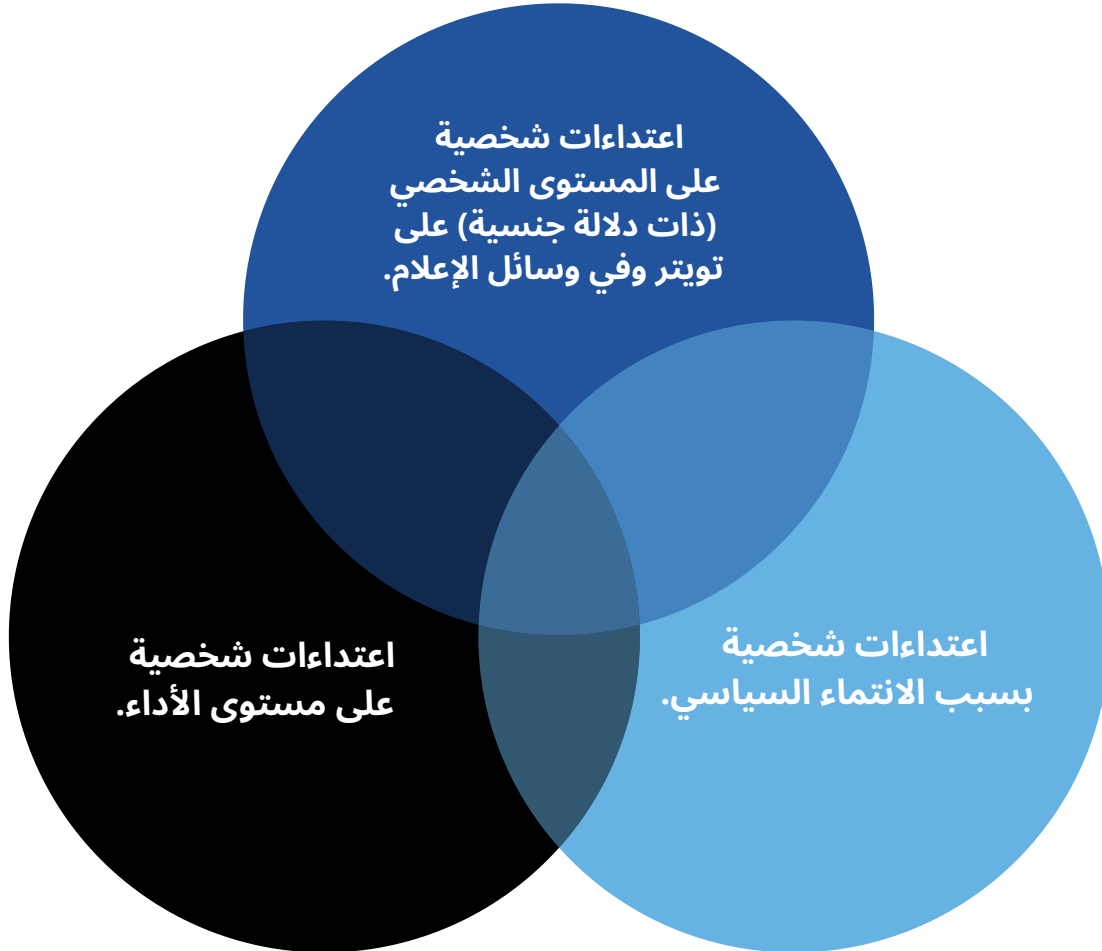 اعتداءات شخصية
على المستوى الشخصي
(ذات دلالة جنسية) على
تويتر وفي وسائل الإعلام.
اعتداءات شخصية
بسبب الانتماء السياسي.
اعتداءات شخصية
على مستوى الأداء.